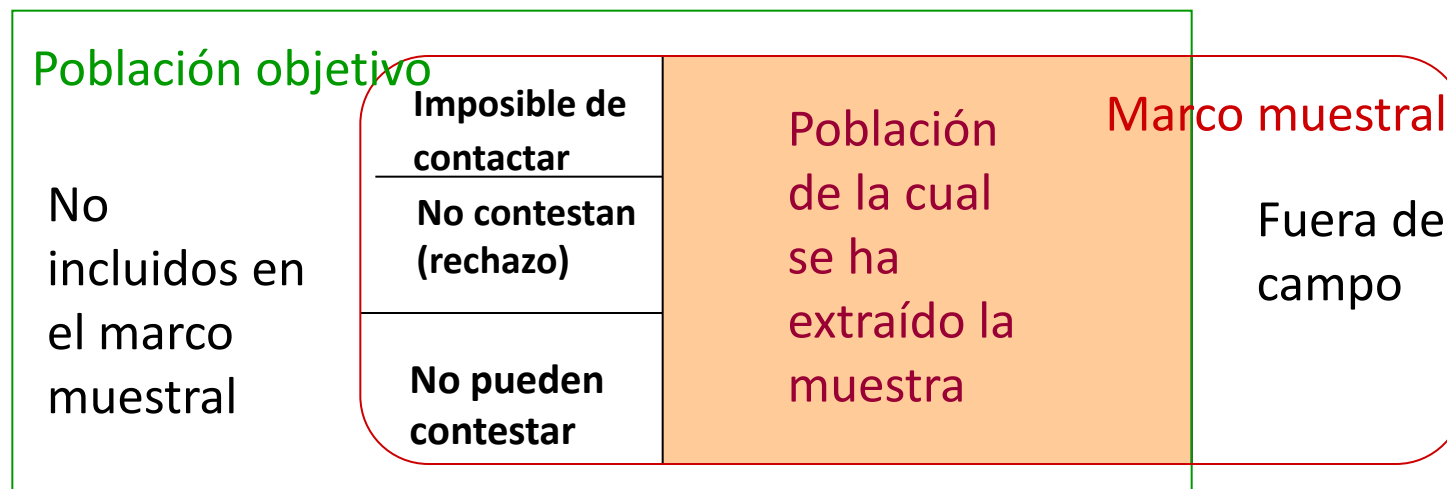 Población objetivo
No
incluidos en
el marco
muestral
Imposible de
contactar
No contestan
(rechazo)
No pueden
contestar
Población
de la cual
se ha
extraído la
muestra
Marco muestral
Fuera de
campo